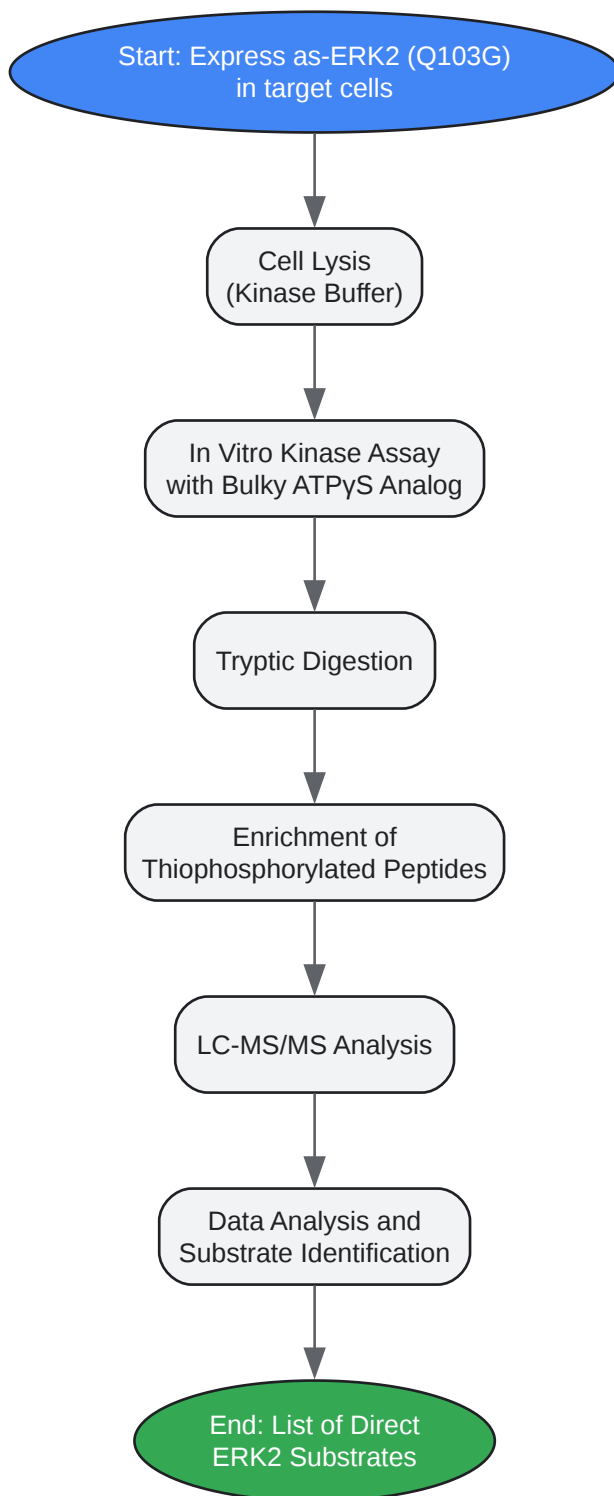 Start: Express as-ERK2 (Q103G)
in target cells
Cell Lysis
(Kinase Buffer)
In Vitro Kinase Assay
with Bulky ATPγS Analog
Tryptic Digestion
Enrichment of
Thiophosphorylated Peptides
LC-MS/MS Analysis
Data Analysis and
Substrate Identification
End: List of Direct
ERK2 Substrates